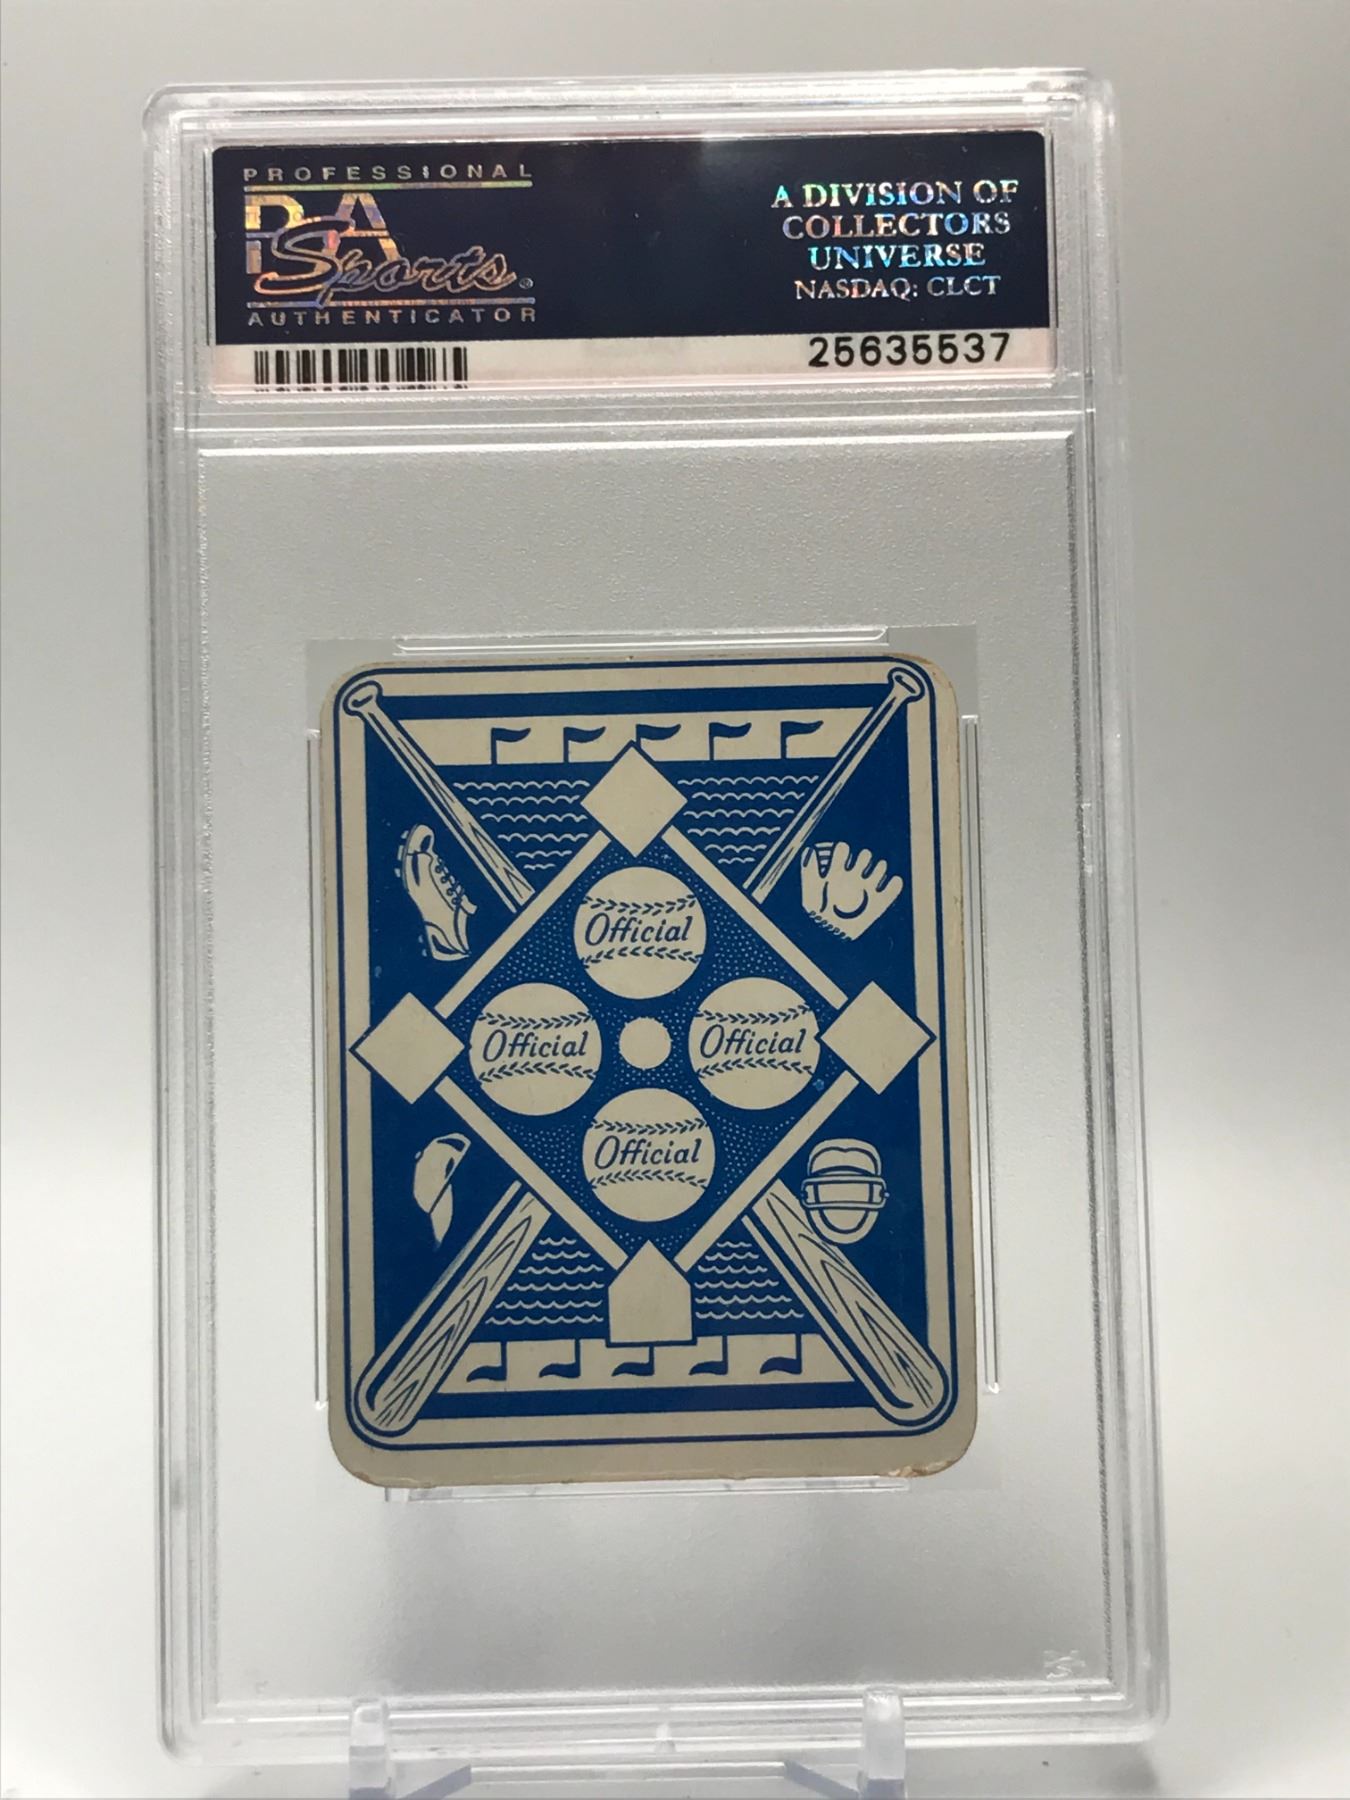 PROFESSIONAL
PSA
Sports
AUTHENTICATOR
A DIVISION OF
COLLECTORS
UNIVERSE
NASDAQ: CLCT
25635537
Official
Official
Official
Official